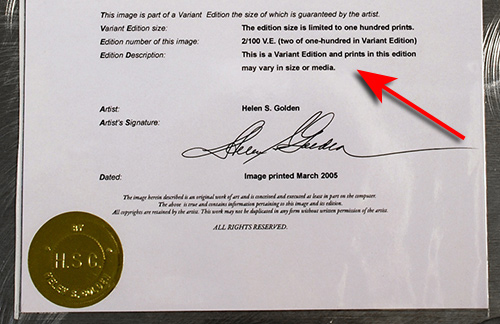 This image is part of a Variant Edition the size of which is guaranteed by the artist.
Variant Edition size: The edition size is limited to one hundred prints.
Edition number of this image: 2/100 V.E. (two of one-hundred in Variant Edition)
Edition Description: This is a Variant Edition and prints in this edition
may vary in size or media.
Artist: Helen S. Golden
Artist's Signature: Helen S. Golden
Dated: Image printed March 2005
The image herein described is an original work of art and is conceived and executed at least in part on the computer.
The above is true and contains information pertaining to this image and its edition.
All copyrights are retained by the artist. This work may not be duplicated in any form without written permission of the artist.
ALL RIGHTS RESERVED.
BY
H.S.G.
HELEN S. GOLDEN